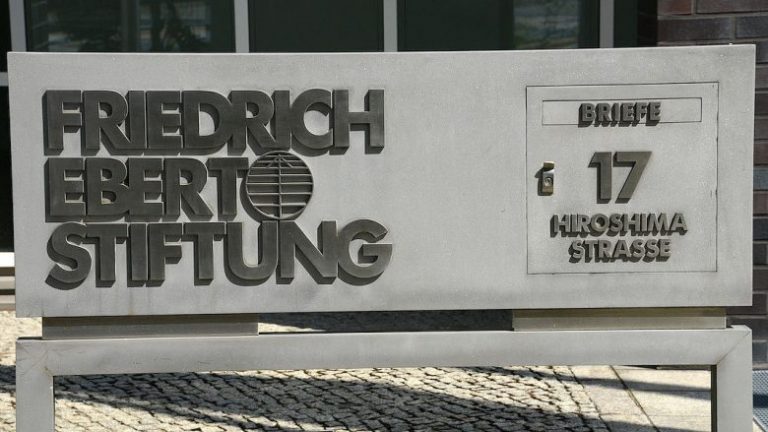 FRIEDRICH
EBERT
STIFTUNG
BRIEFE
17
HIROSHIMA
STRASSE